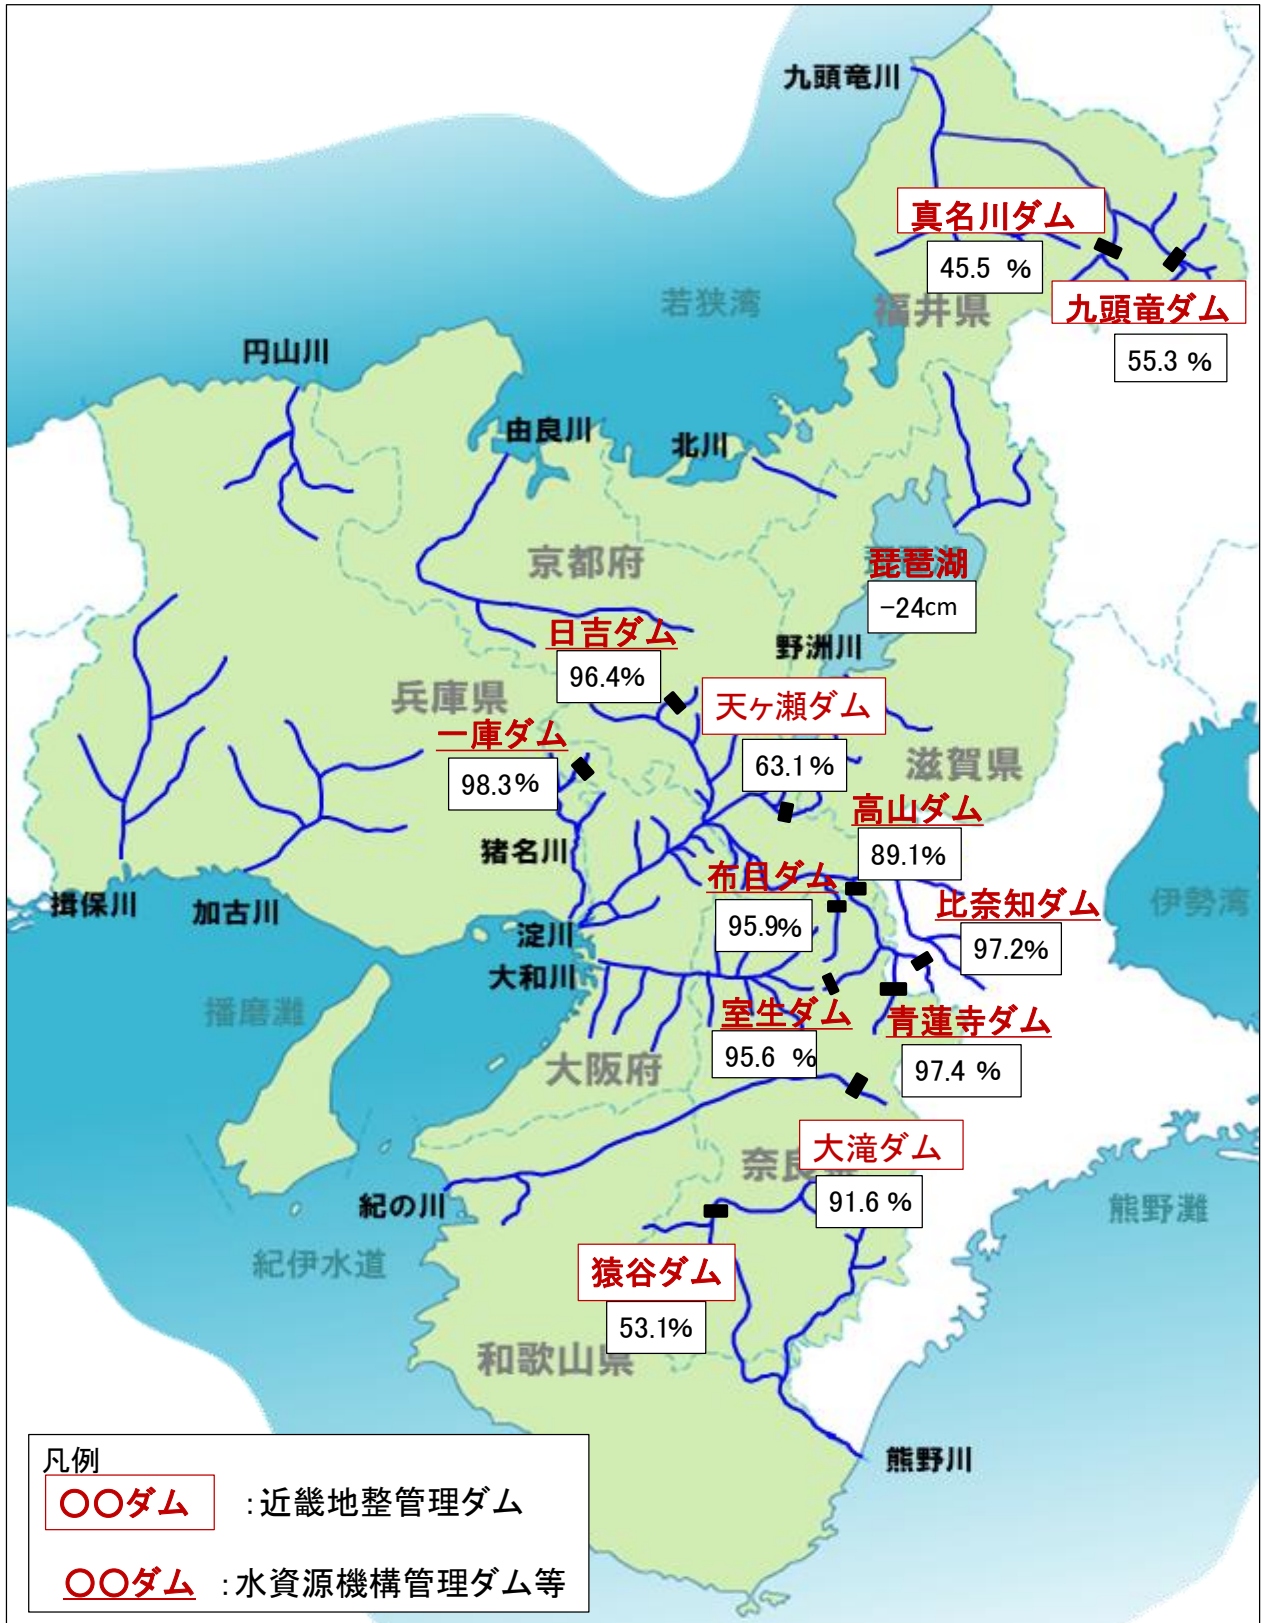 九頭竜川
真名川ダム
45.5 %
九頭竜ダム
55.3 %
若狭湾
福井県
円山川
由良川
北川
京都府
琵琶湖
-24cm
日吉ダム
96.4%
野洲川
兵庫県
天ヶ瀬ダム
63.1%
一庫ダム
98.3%
滋賀県
高山ダム
89.1%
猪名川
布目ダム
95.9%
比奈知ダム
97.2%
揖保川
加古川
伊勢湾
淀川
大和川
播磨灘
室生ダム
95.6 %
青蓮寺ダム
97.4 %
大阪府
大滝ダム
91.6 %
奈良県
紀の川
熊野灘
紀伊水道
猿谷ダム
53.1%
和歌山県
熊野川
凡例
〇〇ダム :近畿地整管理ダム
〇〇ダム :水資源機構管理ダム等